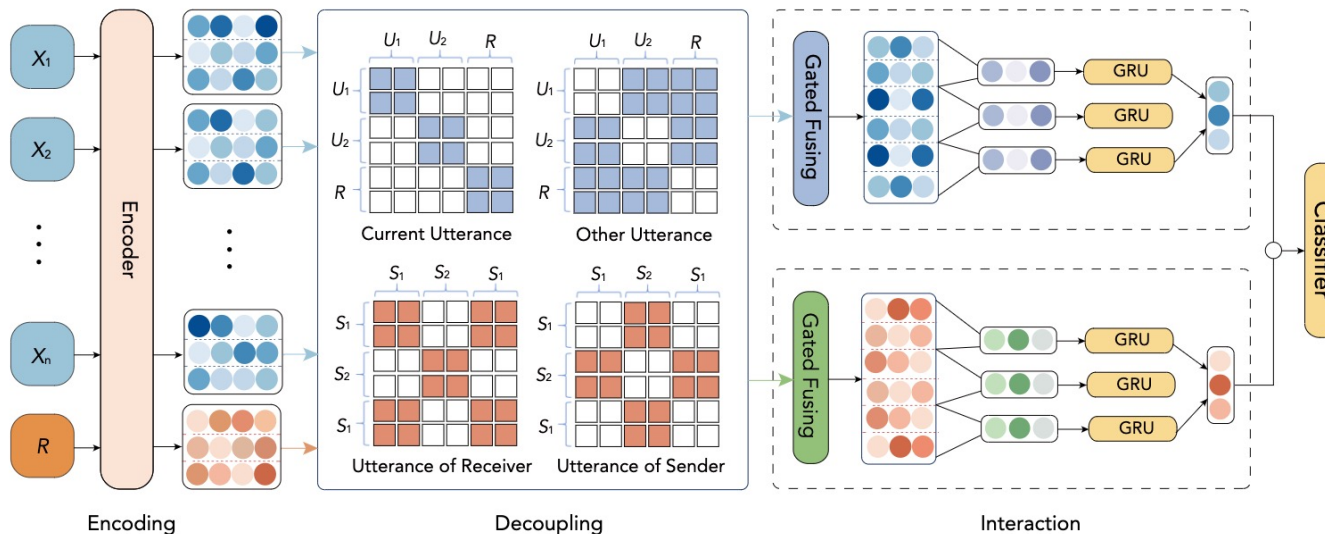 X1
X2
Xn
R
Encoder
U1 U2 R
U1
U2
R
Current Utterance
U1 U2 R
U1
U2
R
Other Utterance
S1 S2 S1
S1
S2
S1
Utterance of Receiver
S1 S2 S1
S1
S2
S1
Utterance of Sender
Gated Fusing
GRU
GRU
GRU
Gated Fusing
GRU
GRU
GRU
Classifier
Encoding
Decoupling
Interaction